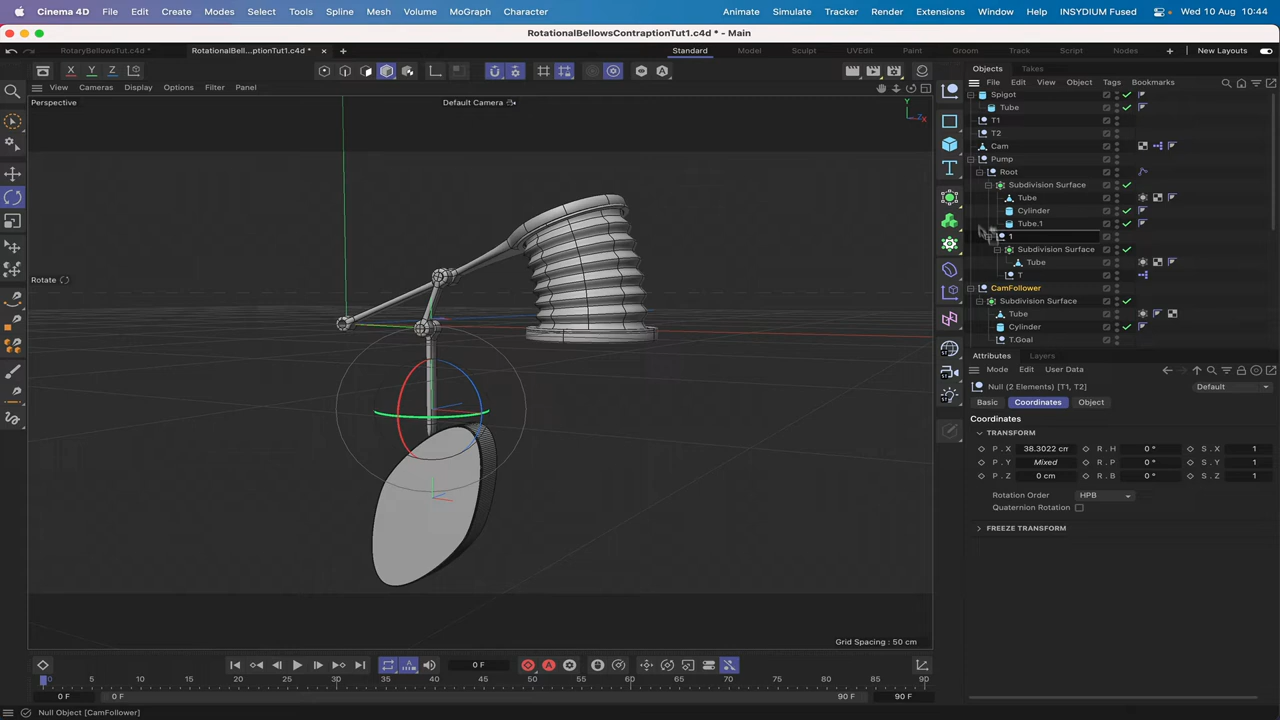 Cinema 4D File Edit Create Modes Select Tools Spline Mesh Volume MoGraph Character Animate Simulate Tracker Render Extensions Window Help INSYDIUM Fused Wed 10 Aug 10:44
RotationalBellowsContraptionTut1.c4d * - Main
RotaryBellowsTut.c4d * RotationalBell...ptionTut1.c4d * Standard Model Sculpt UVEdit Paint Groom Track Script Nodes New Layouts
X Y Z
Objects Takes
View Cameras Display Options Filter Panel
File Edit View Object Tags Bookmarks
Perspective
Default Camera
Y
Z
X
Spigot
Tube
T1
T2
Cam
Pump
Root
Subdivision Surface
Tube
Cylinder
Tube.1
1
Subdivision Surface
Tube
T
CamFollower
Subdivision Surface
Tube
Cylinder
T.Goal
Rotate
Attributes Layers
Mode Edit User Data
Null (2 Elements) [T1, T2] Default
Basic Coordinates Object
Coordinates
TRANSFORM
P . X 38.3022 cm R . H 0 ° S . X 1
P . Y Mixed R . P 0 ° S . Y 1
P . Z 0 cm R . B 0 ° S . Z 1
Rotation Order HPB
Quaternion Rotation
FREEZE TRANSFORM
Grid Spacing : 50 cm
0 F
0 5 10 15 20 25 30 35 40 45 50 55 60 65 70 75 80 85 90
0 F 0 F 90 F 90 F
Null Object [CamFollower]